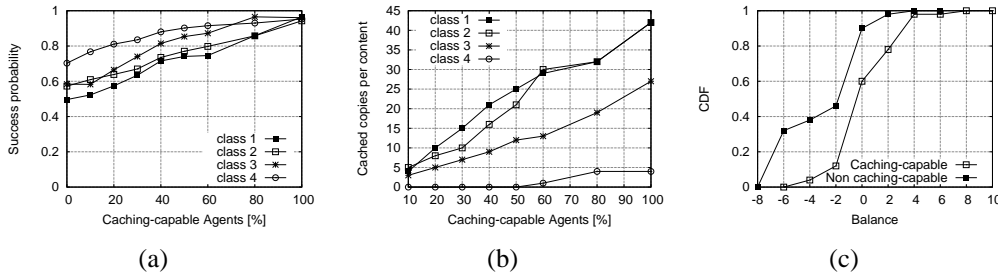 Success probability
1
0.8
0.6
0.4
0.2
0
0 10 20 30 40 50 60 80 100
class 1
class 2
class 3
class 4
Caching-capable Agents [%]
(a)
Cached copies per content
45
40
35
30
25
20
15
10
5
0
10 20 30 40 50 60 70 80 90 100
class 1
class 2
class 3
class 4
Caching-capable Agents [%]
(b)
CDF
1
0.8
0.6
0.4
0.2
0
-8 -6 -4 -2 0 2 4 6 8 10
Caching-capable
Non caching-capable
Balance
(c)